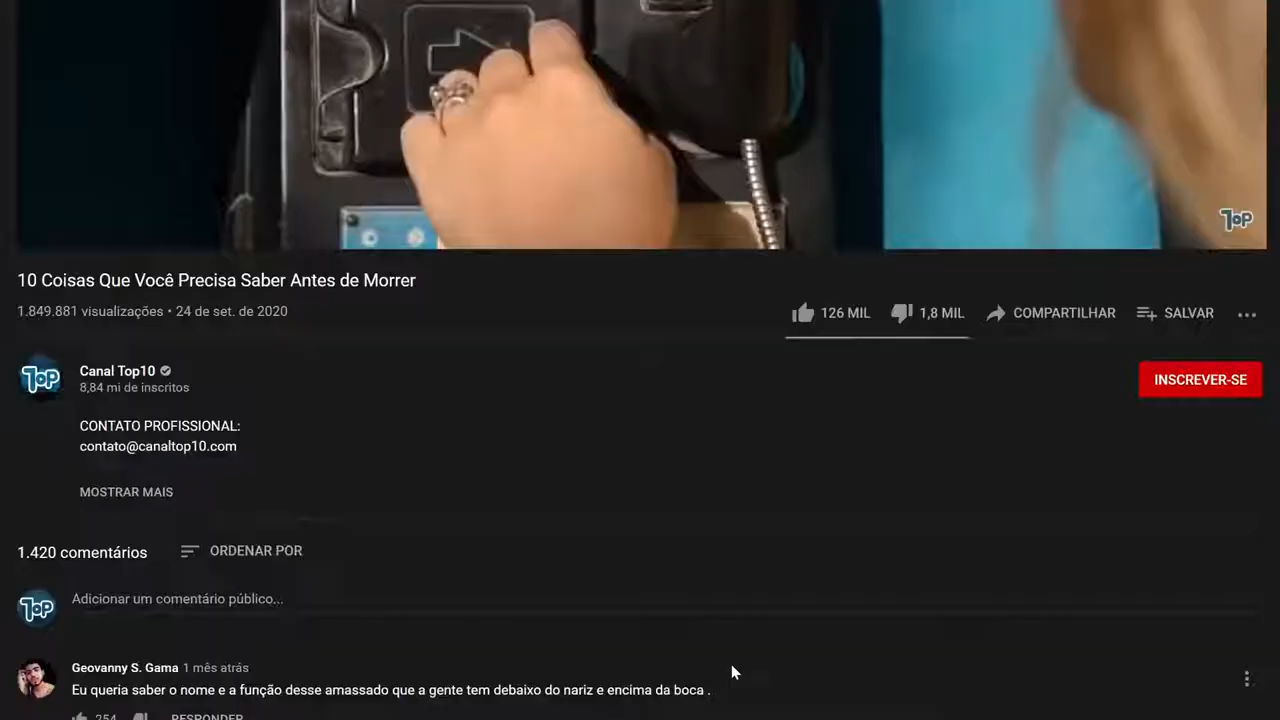 TOP
10 Coisas Que Você Precisa Saber Antes de Morrer
1.849.881 visualizações • 24 de set. de 2020
126 MIL
1,8 MIL
COMPARTILHAR
SALVAR
TOP
Canal Top10
8,84 mi de inscritos
INSCREVER-SE
CONTATO PROFISSIONAL:
contato@canaltop10.com
MOSTRAR MAIS
1.420 comentários
ORDENAR POR
TOP
Adicionar um comentário público...
Geovanny S. Gama 1 mês atrás
Eu queria saber o nome e a função desse amassado que a gente tem debaixo do nariz e encima da boca .
254
RESPONDER